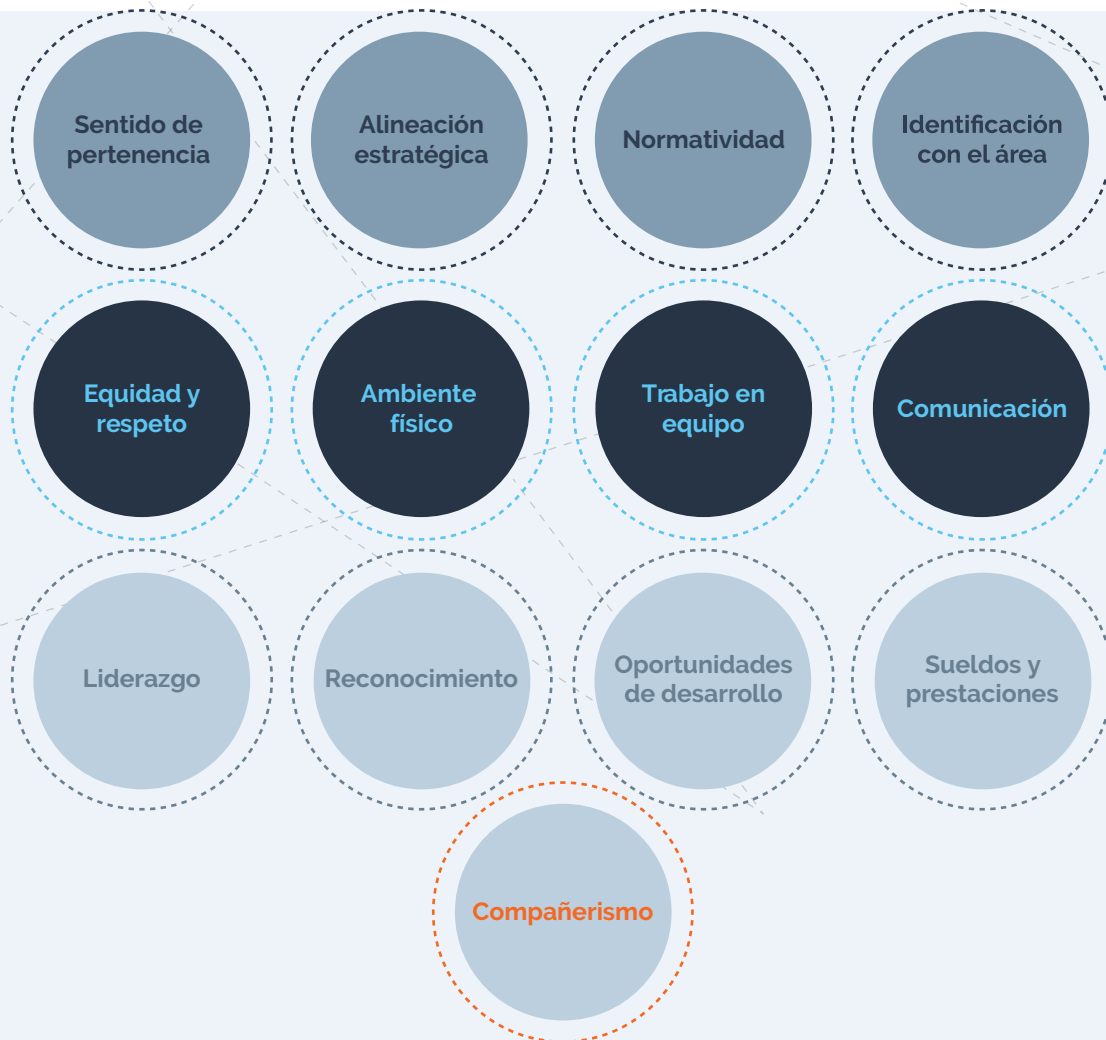 Sentido de
pertenencia
Alineación
estratégica
Normatividad
Identificación
con el área
Equidad y
respeto
Ambiente
físico
Trabajo en
equipo
Comunicación
Liderazgo
Reconocimiento
Oportunidades
de desarrollo
Sueldos y
prestaciones
Compañerismo